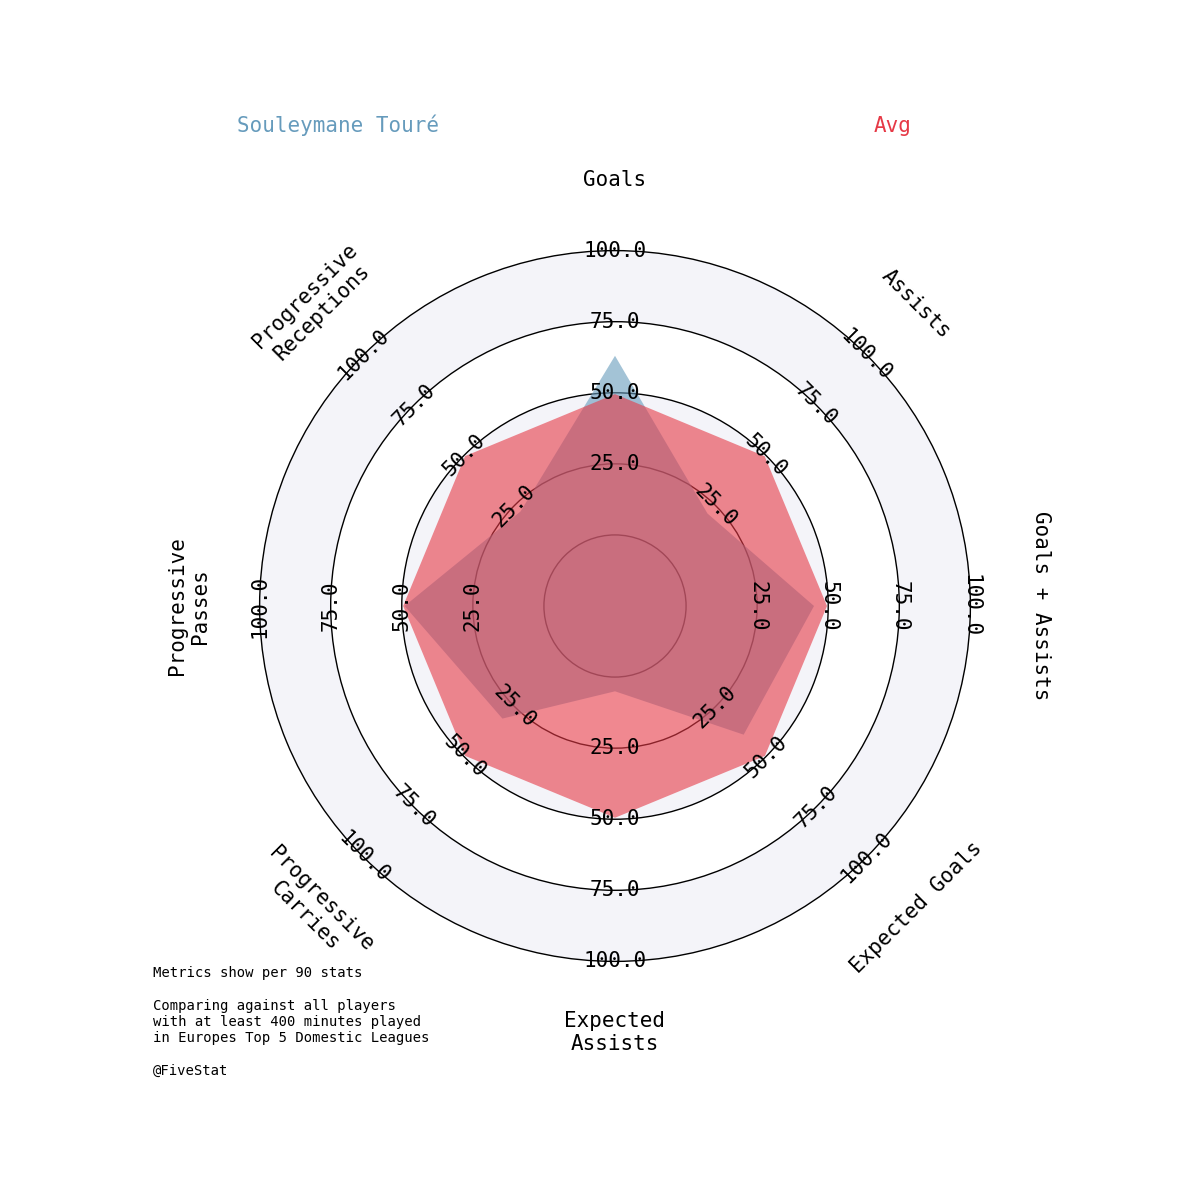 Souleymane Touré
Avg
Goals
Assists
Goals + Assists
Expected Goals
Expected
Assists
Progressive
Carries
Progressive
Passes
Progressive
Receptions
25.0
50.0
75.0
100.0
25.0
50.0
75.0
100.0
25.0
50.0
75.0
100.0
25.0
50.0
75.0
100.0
25.0
50.0
75.0
100.0
25.0
50.0
75.0
100.0
25.0
50.0
75.0
100.0
25.0
50.0
75.0
100.0
Metrics show per 90 stats
Comparing against all players
with at least 400 minutes played
in Europes Top 5 Domestic Leagues
@FiveStat